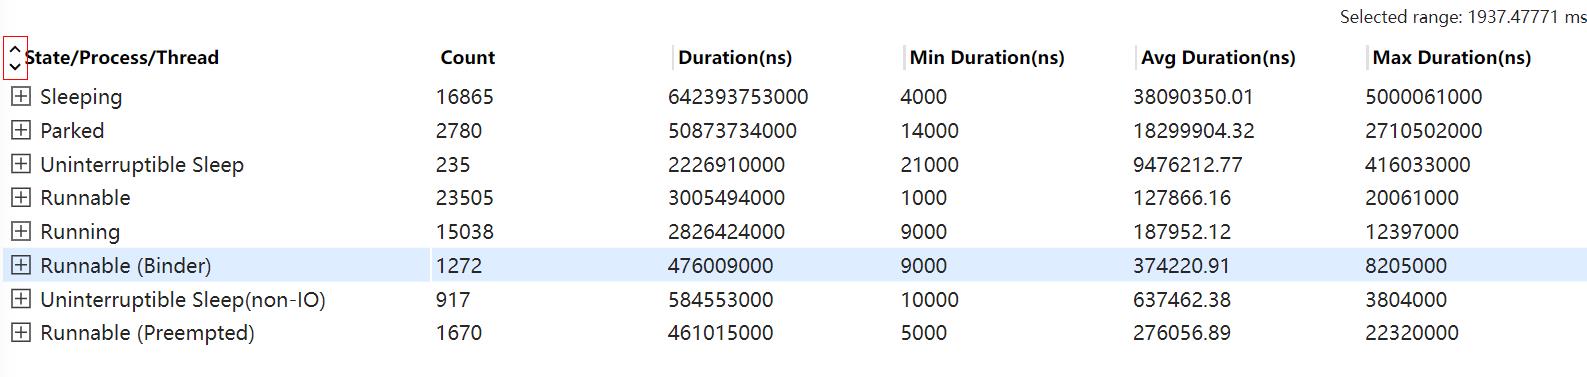 Selected range: 1937.47771 ms
State/Process/Thread Count Duration(ns) Min Duration(ns) Avg Duration(ns) Max Duration(ns)
Sleeping 16865 642393753000 4000 38090350.01 5000061000
Parked 2780 50873734000 14000 18299904.32 2710502000
Uninterruptible Sleep 235 2226910000 21000 9476212.77 416033000
Runnable 23505 3005494000 1000 127866.16 20061000
Running 15038 2826424000 9000 187952.12 12397000
Runnable (Binder) 1272 476009000 9000 374220.91 8205000
Uninterruptible Sleep(non-IO) 917 584553000 10000 637462.38 3804000
Runnable (Preempted) 1670 461015000 5000 276056.89 22320000